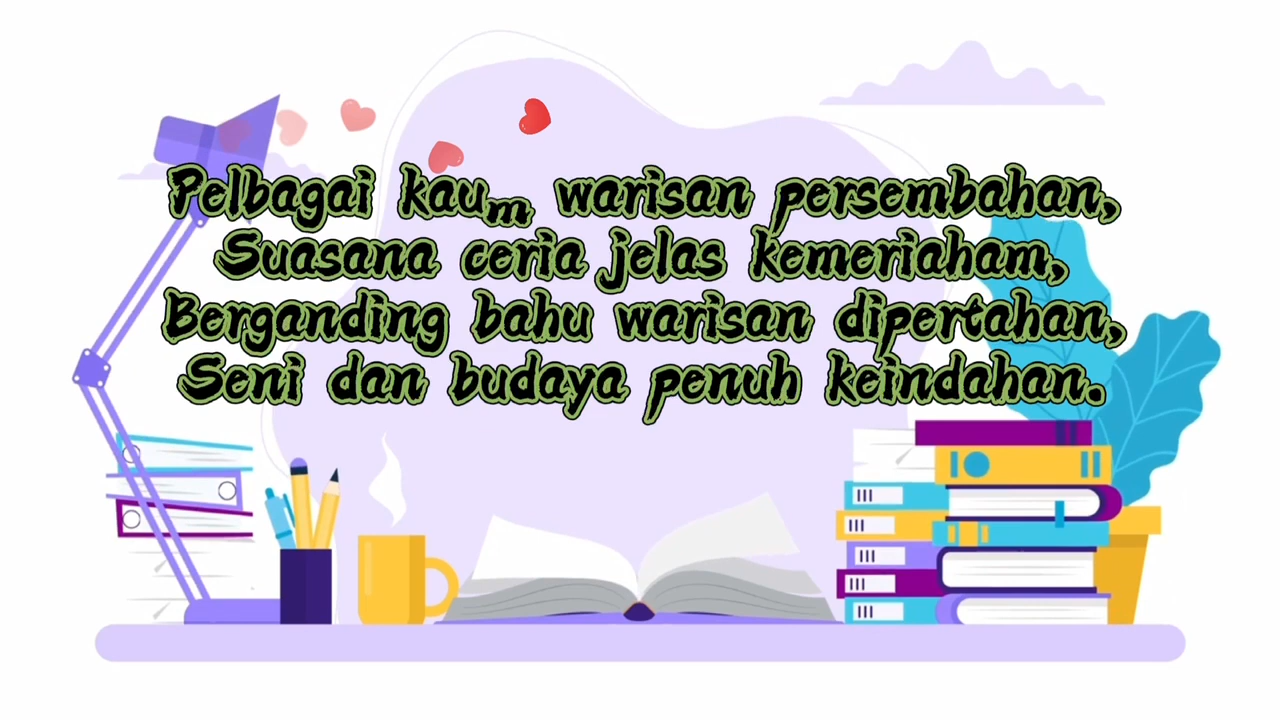 Pelbagai kaum warisan persembahan,
Suasana ceria jelas kemeriaham,
Berganding bahu warisan dipertahan,
Seni dan budaya penuh keindahan.